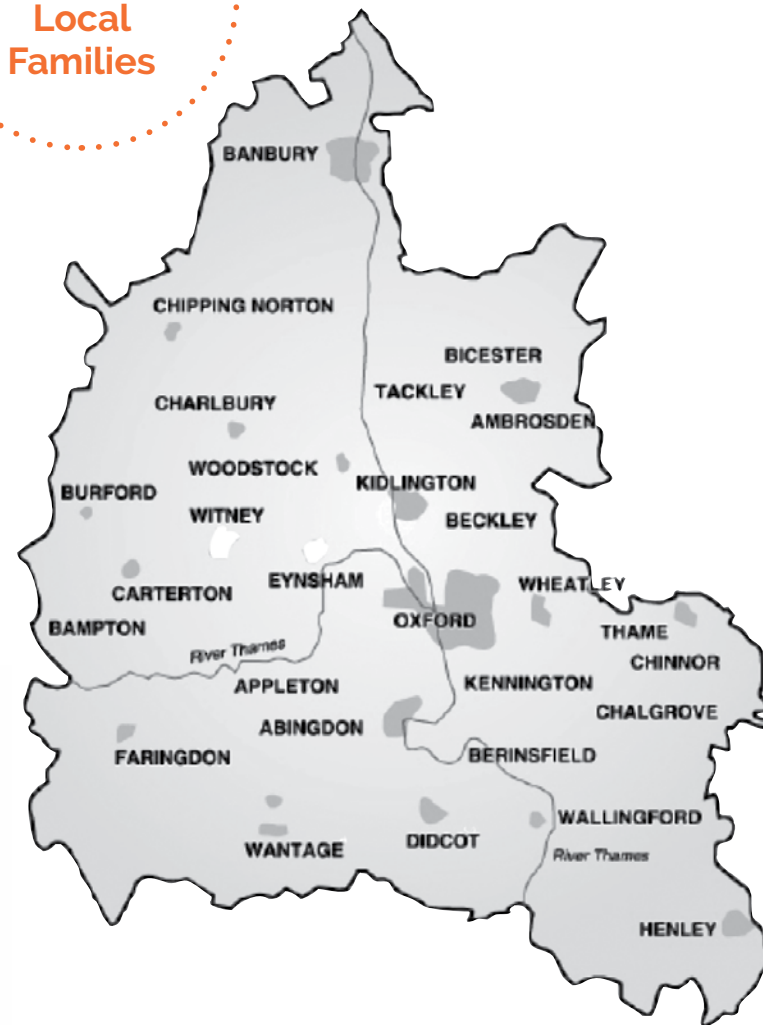 Local
Families
BANBURY
CHIPPING NORTON
BICESTER
TACKLEY
CHARLBURY
AMBROSDEN
WOODSTOCK
KIDLINGTON
BURFORD
WITNEY
BECKLEY
EYNSHAM
WHEATLEY
CARTERTON
OXFORD
BAMPTON
THAME
River Thames
CHINNOR
APPLETON
KENNINGTON
CHALGROVE
ABINGDON
FARINGDON
BERINSFIELD
WALLINGFORD
DIDCOT
WANTAGE
River Thames
HENLEY